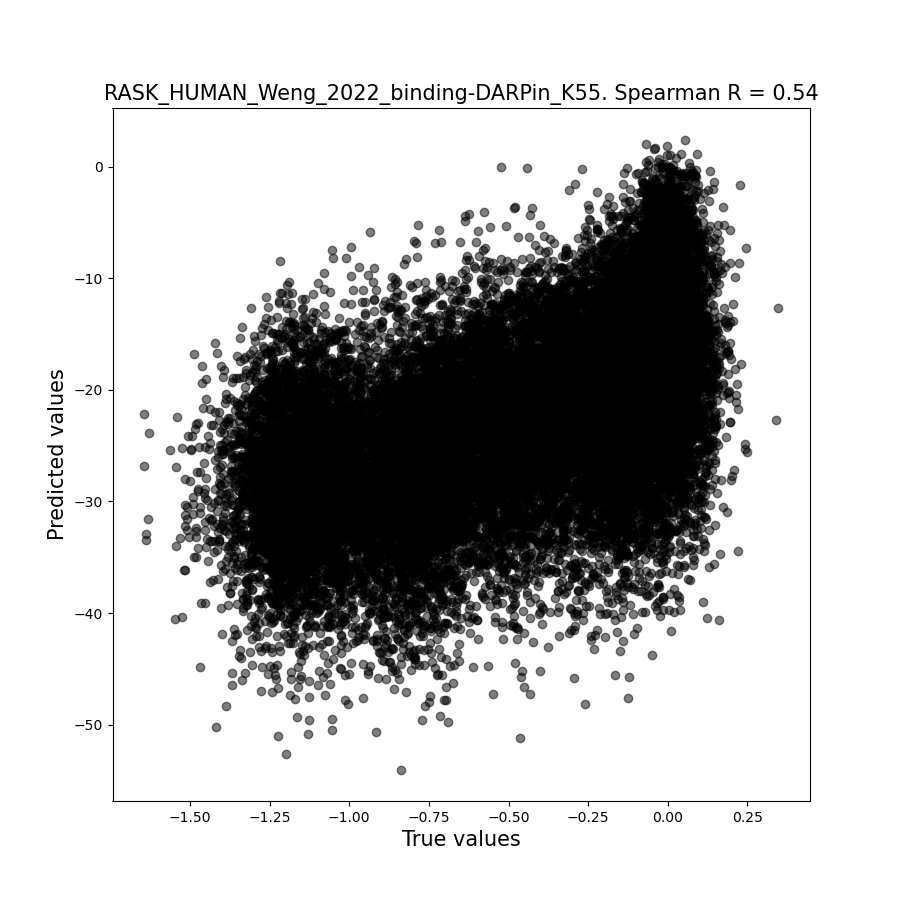 RASK_HUMAN_Weng_2022_binding-DARPin_K55. Spearman R = 0.54
0
−10
−20
−30
−40
−50
Predicted values
−1.50 −1.25 −1.00 −0.75 −0.50 −0.25 0.00 0.25
True values